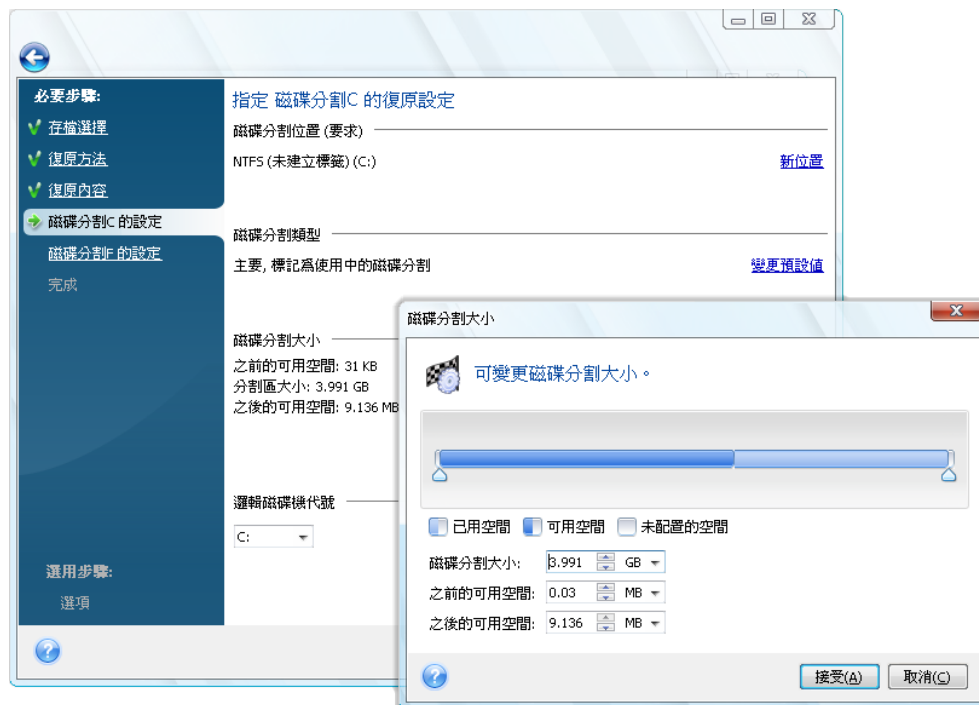 必要步驟:
存檔選擇
復原方法
復原內容
磁碟分割C 的設定
磁碟分割F 的設定
完成
選用步驟:
選項
指定 磁碟分割C 的復原設定
磁碟分割位置 (要求)
NTFS (未建立標籤) (C:)
新位置
磁碟分割類型
主要, 標記為使用中的磁碟分割
變更預設值
磁碟分割大小
之前的可用空間: 31 KB
分割區大小: 3.991 GB
之後的可用空間: 9.136 MB
邏輯磁碟機代號
C:
磁碟分割大小
可變更磁碟分割大小。
已用空間 可用空間 未配置的空間
磁碟分割大小: 3.991 GB
之前的可用空間: 0.03 MB
之後的可用空間: 9.136 MB
接受(A) 取消(C)